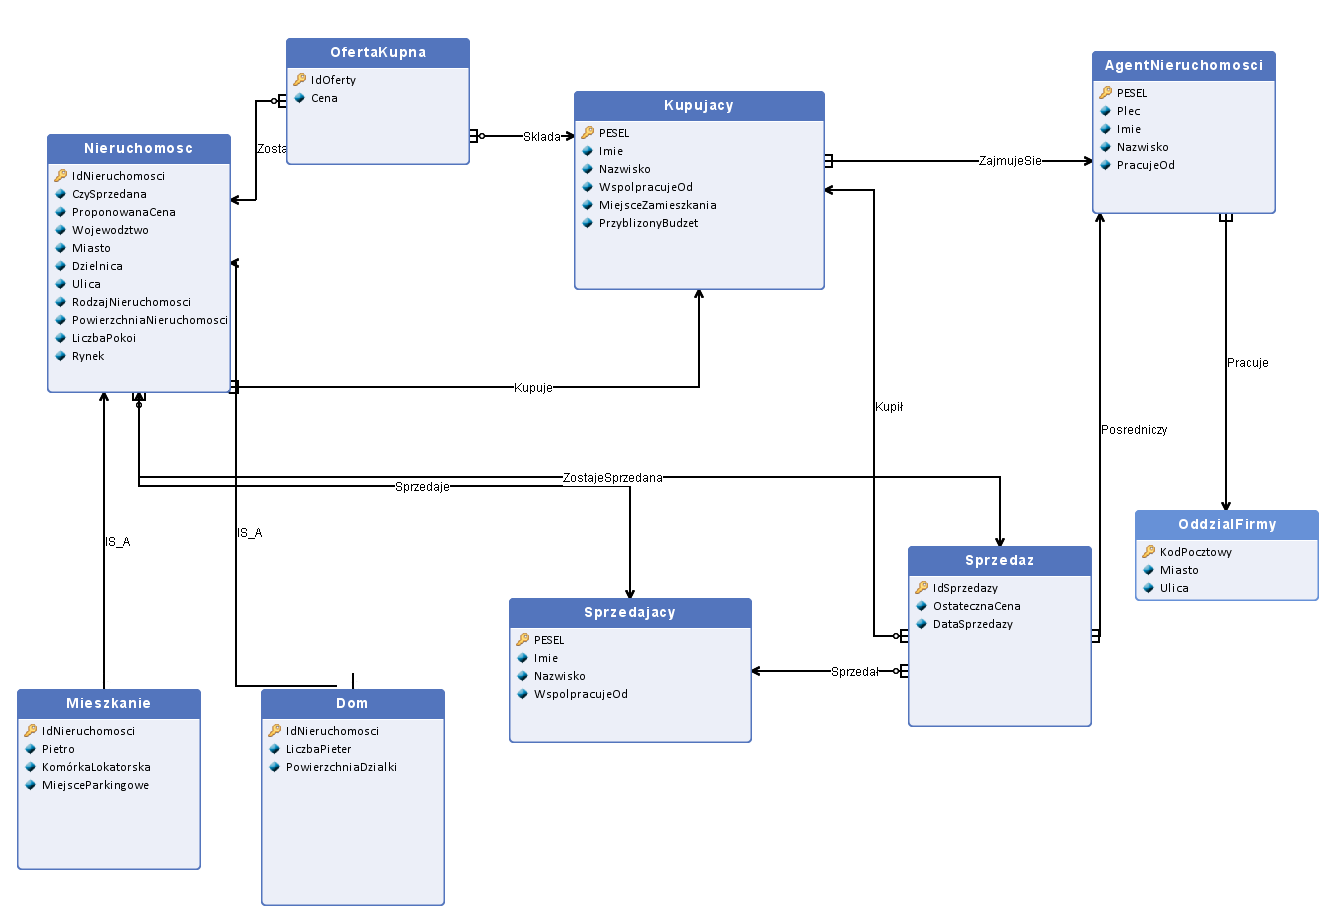 OfertaKupna
IdOferty
Cena
Zosta
Nieruchomosc
IdNieruchomosci
CzySprzedana
ProponowanaCena
Wojewodztwo
Miasto
Dzielnica
Ulica
RodzajNieruchomosci
PowierzchniaNieruchomosci
LiczbaPokoi
Rynek
Sklada
Kupujacy
PESEL
Imie
Nazwisko
WspolpracujeOd
MiejsceZamieszkania
PrzyblizonyBudzet
ZajmujeSie
AgentNieruchomosci
PESEL
Plec
Imie
Nazwisko
PracujeOd
Kupuje
Kupił
Posredniczy
Pracuje
ZostajeSprzedana
Sprzedaje
IS_A
IS_A
OddzialFirmy
KodPocztowy
Miasto
Ulica
Sprzedaz
IdSprzedazy
OstatecznaCena
DataSprzedazy
Sprzedał
Sprzedajacy
PESEL
Imie
Nazwisko
WspolpracujeOd
Mieszkanie
IdNieruchomosci
Pietro
KomórkaLokatorska
MiejsceParkingowe
Dom
IdNieruchomosci
LiczbaPieter
PowierzchniaDzialki